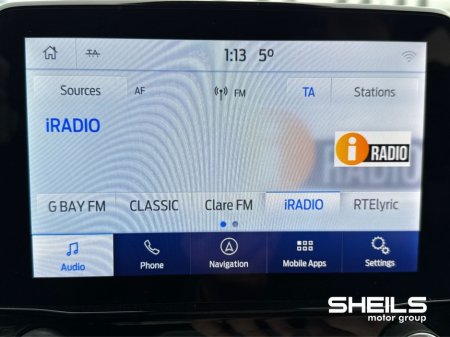 TA 1:13 5°
Sources AF FM TA Stations
iRADIO
i RADIO
G BAY FM CLASSIC Clare FM iRADIO RTElyric
Audio Phone Navigation Mobile Apps Settings
SHEILS
motor group